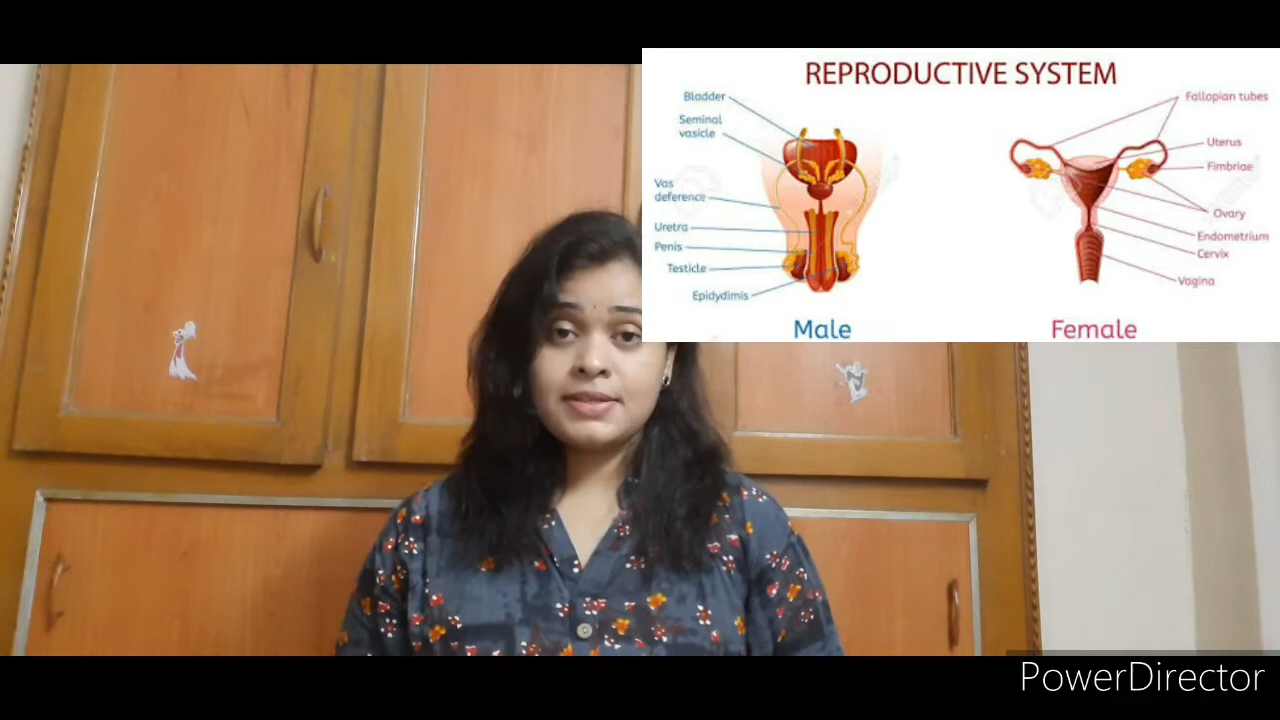 REPRODUCTIVE SYSTEM
Bladder
Seminal
vasicle
Vas
deference
Uretra
Penis
Testicle
Epidydimis
Male
Fallopian tubes
Uterus
Fimbriae
Ovary
Endometrium
Cervix
Vagina
Female
PowerDirector